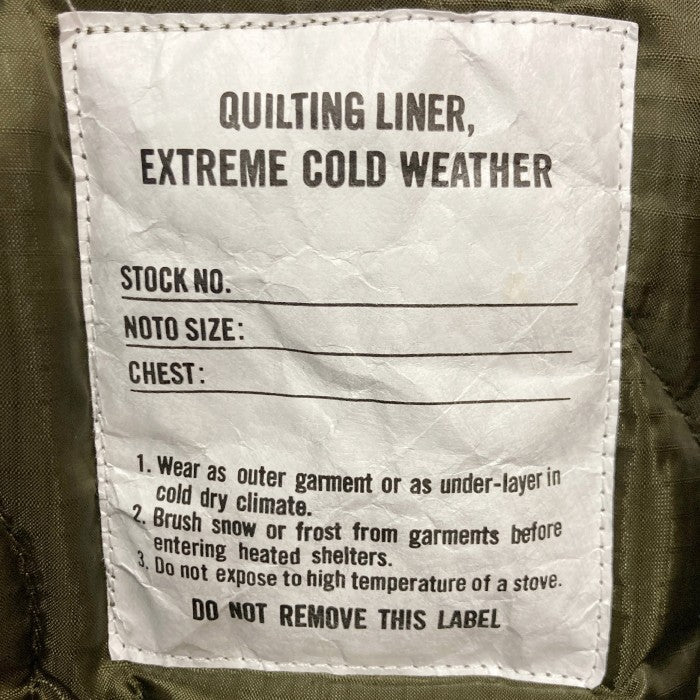 QUILTING LINER,
EXTREME COLD WEATHER
STOCK NO.
NOTO SIZE:
CHEST:
1. Wear as outer garment or as under-layer in
cold dry climate.
2. Brush snow or frost from garments before
entering heated shelters.
3. Do not expose to high temperature of a stove.
DO NOT REMOVE THIS LABEL